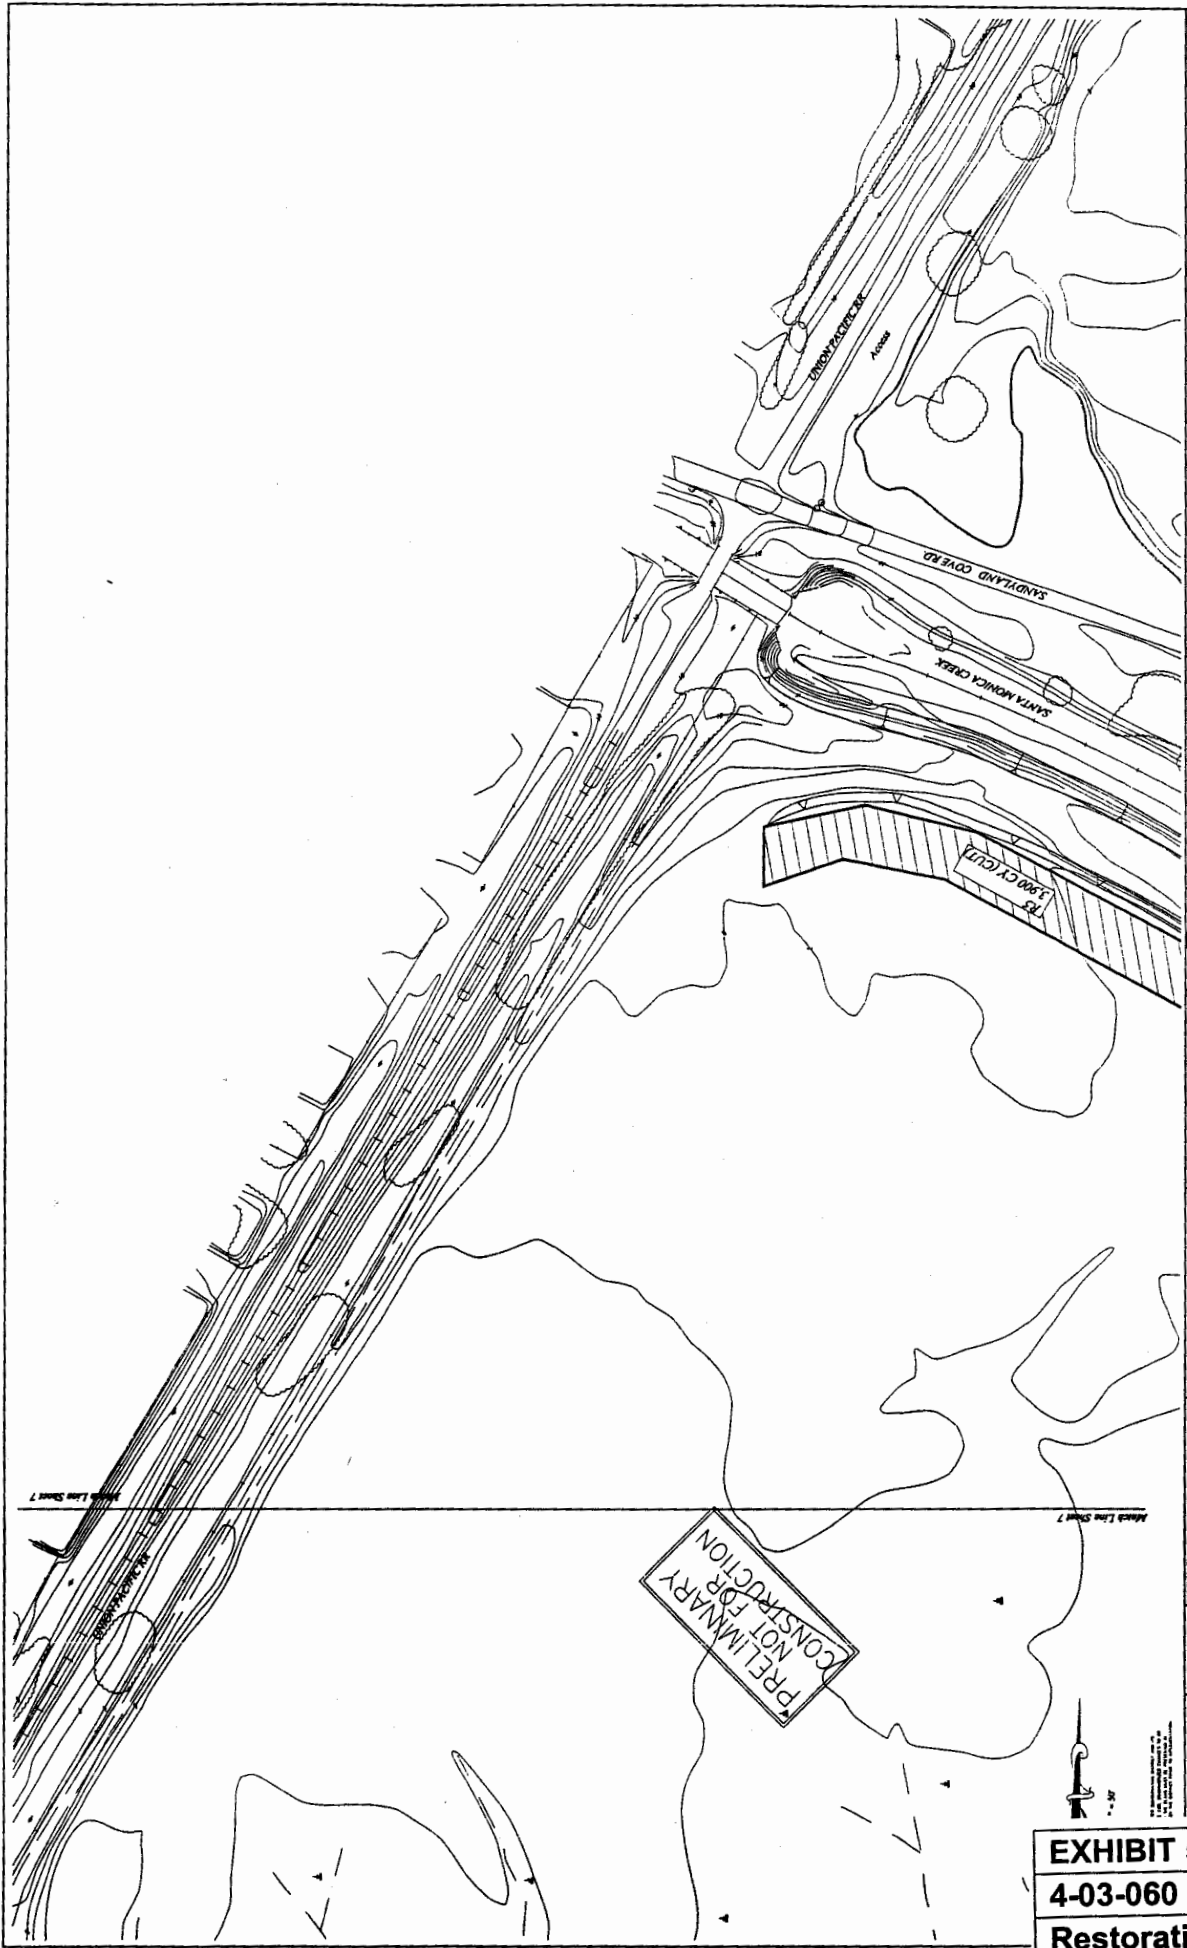 UNION PACIFIC RR
Access
SANDYLAND COVE RD.
SANTA MONICA CREEK
R3
3,900 CY (CUT)
Match Line Sheet 7
Match Line Sheet 7
UNION PACIFIC RR
PRELIMINARY
NOT FOR
CONSTRUCTION
EXHIBIT
4-03-060
Restorati